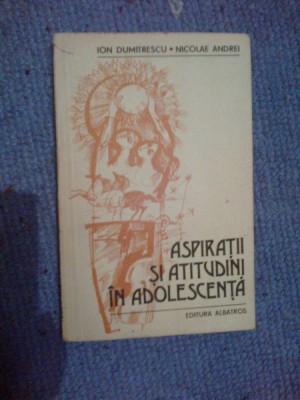 ION DUMITRESCU • NICOLAE ANDREI
ASPIRAȚII
ȘI ATITUDINI
ÎN ADOLESCENȚĂ
EDITURA ALBATROS